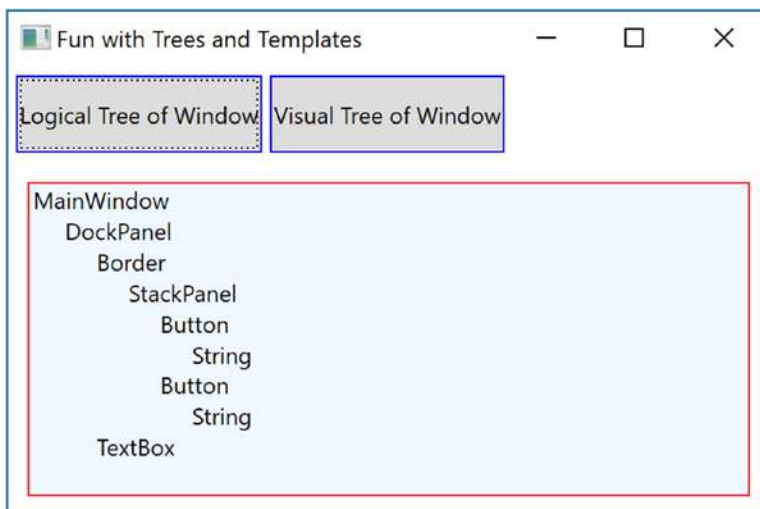 Fun with Trees and Templates
Logical Tree of Window Visual Tree of Window
MainWindow
DockPanel
Border
StackPanel
Button
String
Button
String
TextBox